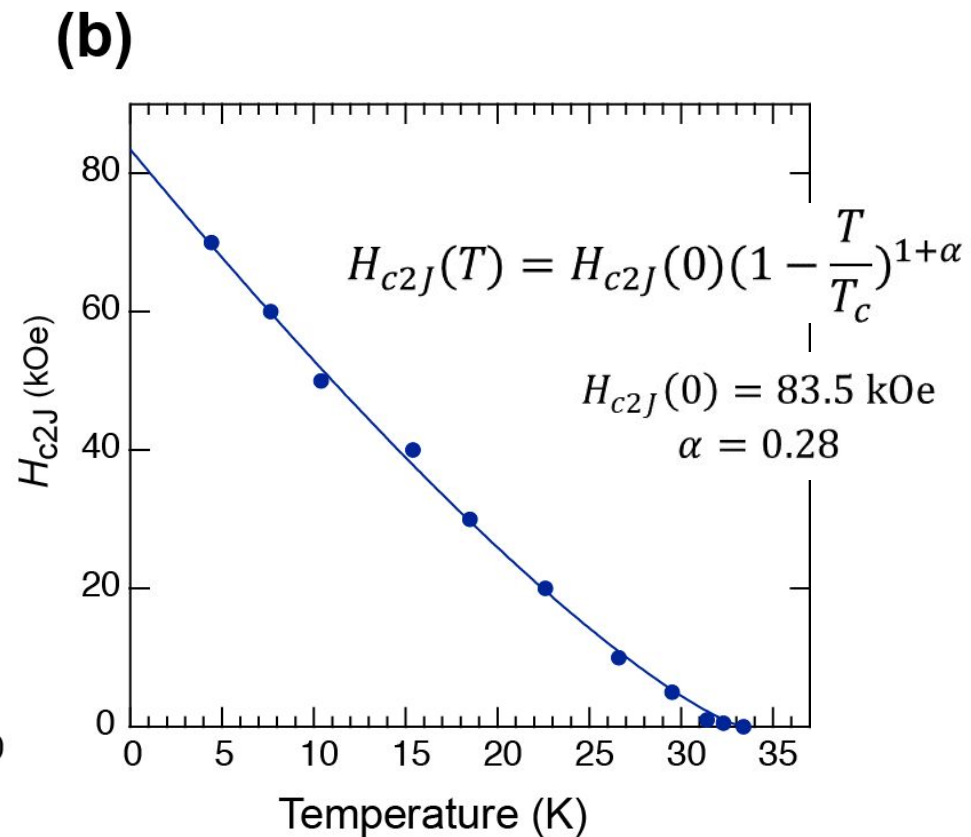 (b)
80
60
40
20
0
H_{c2J} (kOe)
H_{c2J}(T) = H_{c2J}(0)(1 − \frac{T}{T_c})^{1+α}
H_{c2J}(0) = 83.5 kOe
α = 0.28
0 5 10 15 20 25 30 35
Temperature (K)